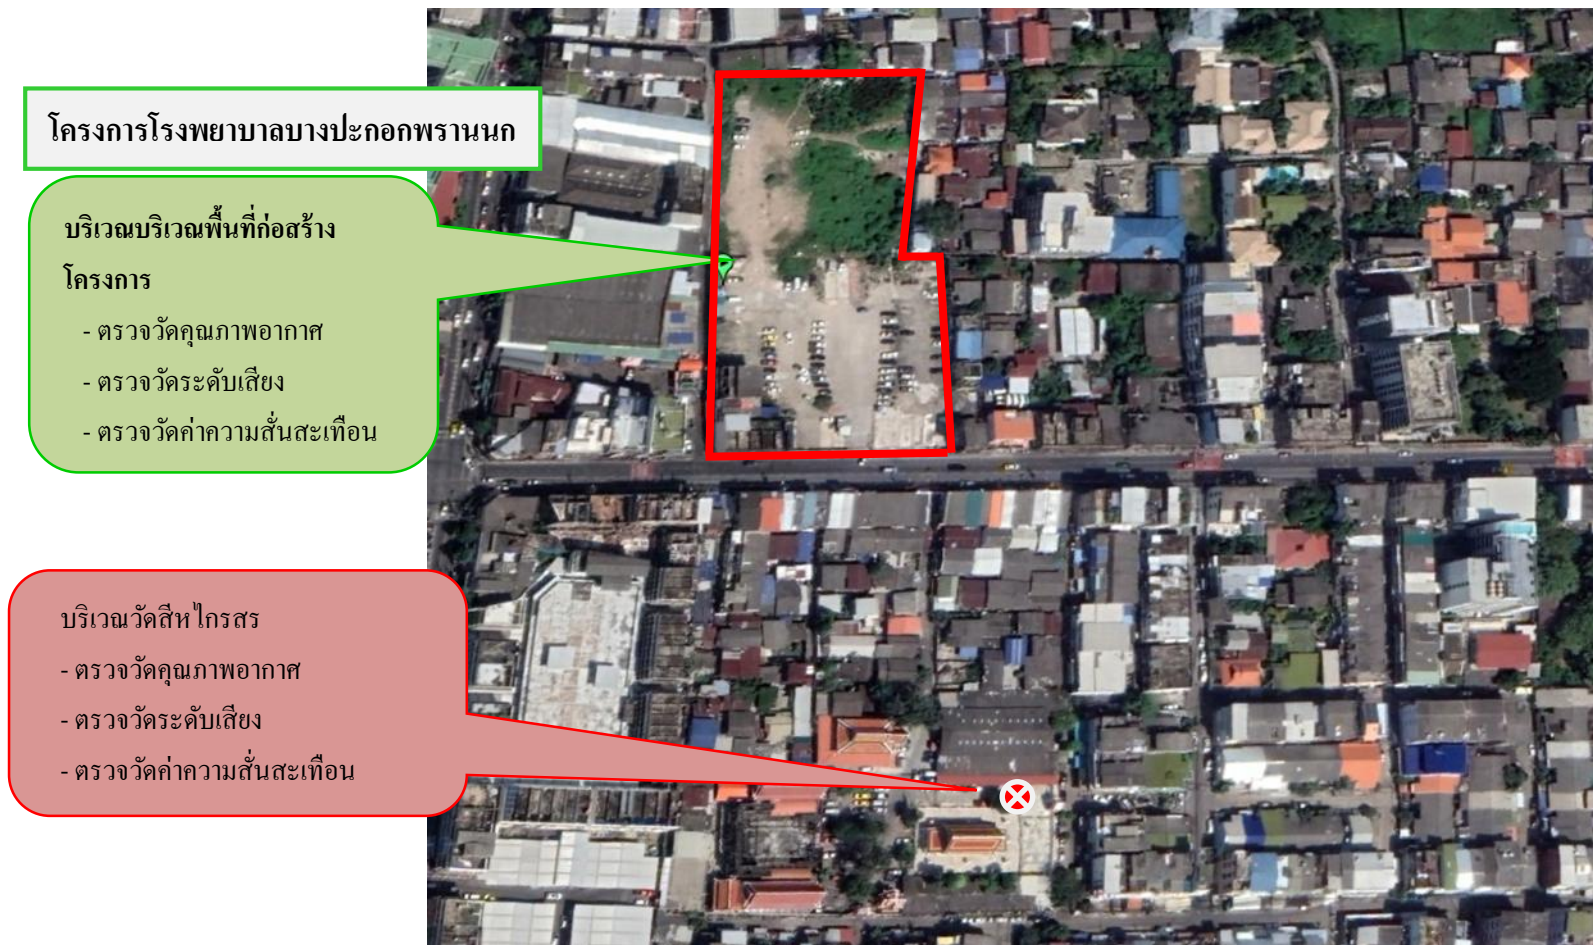 โครงการโรงพยาบาลบางปะกอกพรานนก
บริเวณบริเวณพื้นที่ก่อสร้าง
โครงการ
- ตรวจวัดคุณภาพอากาศ
- ตรวจวัดระดับเสียง
- ตรวจวัดค่าความสั่นสะเทือน
บริเวณวัดสีหไกรสร
- ตรวจวัดคุณภาพอากาศ
- ตรวจวัดระดับเสียง
- ตรวจวัดค่าความสั่นสะเทือน